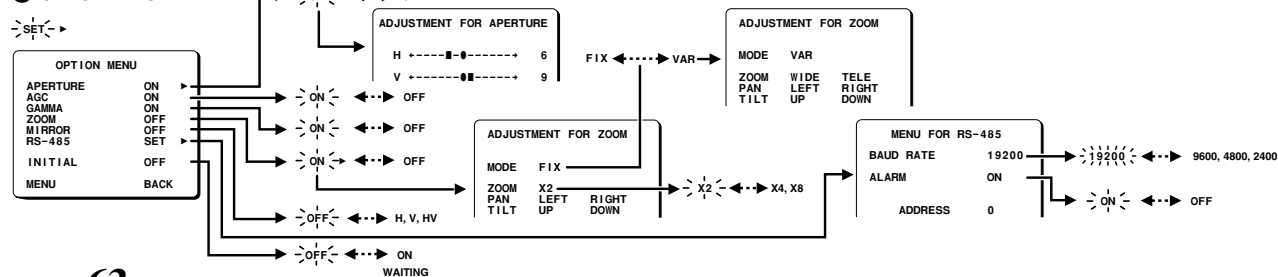 SET
OPTION MENU
APERTURE ON
AGC ON
GAMMA ON
ZOOM OFF
MIRROR OFF
RS-485 SET
INITIAL OFF
MENU BACK
ADJUSTMENT FOR APERTURE
H 6
V 9
ON OFF
ON OFF
ON OFF
OFF H, V, HV
OFF ON
WAITING
ADJUSTMENT FOR ZOOM
MODE FIX
ZOOM X2
PAN LEFT RIGHT
TILT UP DOWN
FIX VAR
X2 X4, X8
ADJUSTMENT FOR ZOOM
MODE VAR
ZOOM WIDE TELE
PAN LEFT RIGHT
TILT UP DOWN
MENU FOR RS-485
BAUD RATE 19200
ALARM ON
ADDRESS 0
19200 9600, 4800, 2400
ON OFF